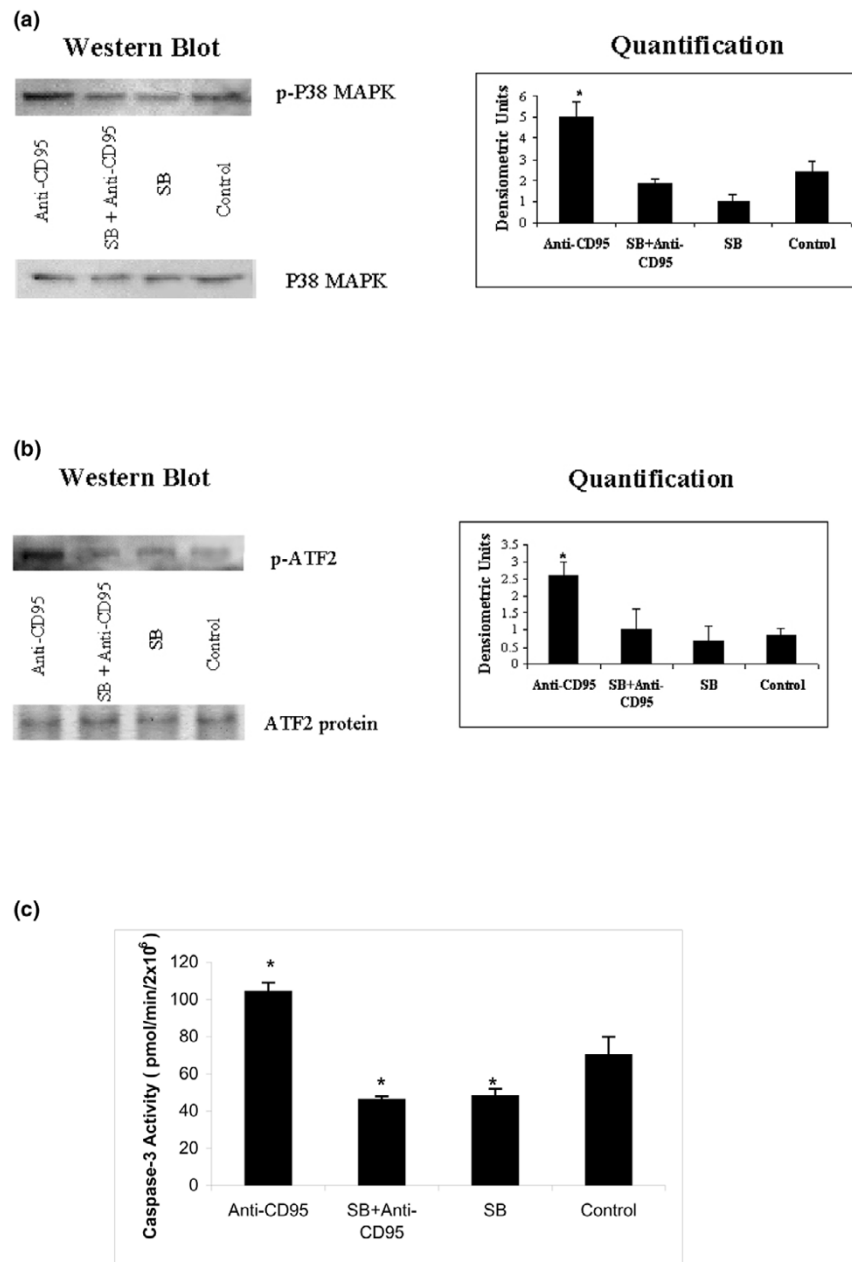 (a)
Western Blot
p-P38 MAPK
Anti-CD95
SB + Anti-CD95
SB
Control
P38 MAPK
Quantification
Densiometric Units
6
5
4
3
2
1
0
*
Anti-CD95
SB+Anti-
CD95
SB
Control
(b)
Western Blot
p-ATF2
Anti-CD95
SB + Anti-CD95
SB
Control
ATF2 protein
Quantification
Densiometric Units
3.5
3
2.5
2
1.5
1
0.5
0
*
Anti-CD95
SB+Anti-
CD95
SB
Control
(c)
Caspase-3 Activity ( pmol/min/2x10⁶)
120
100
80
60
40
20
0
*
*
*
Anti-CD95
SB+Anti-
CD95
SB
Control